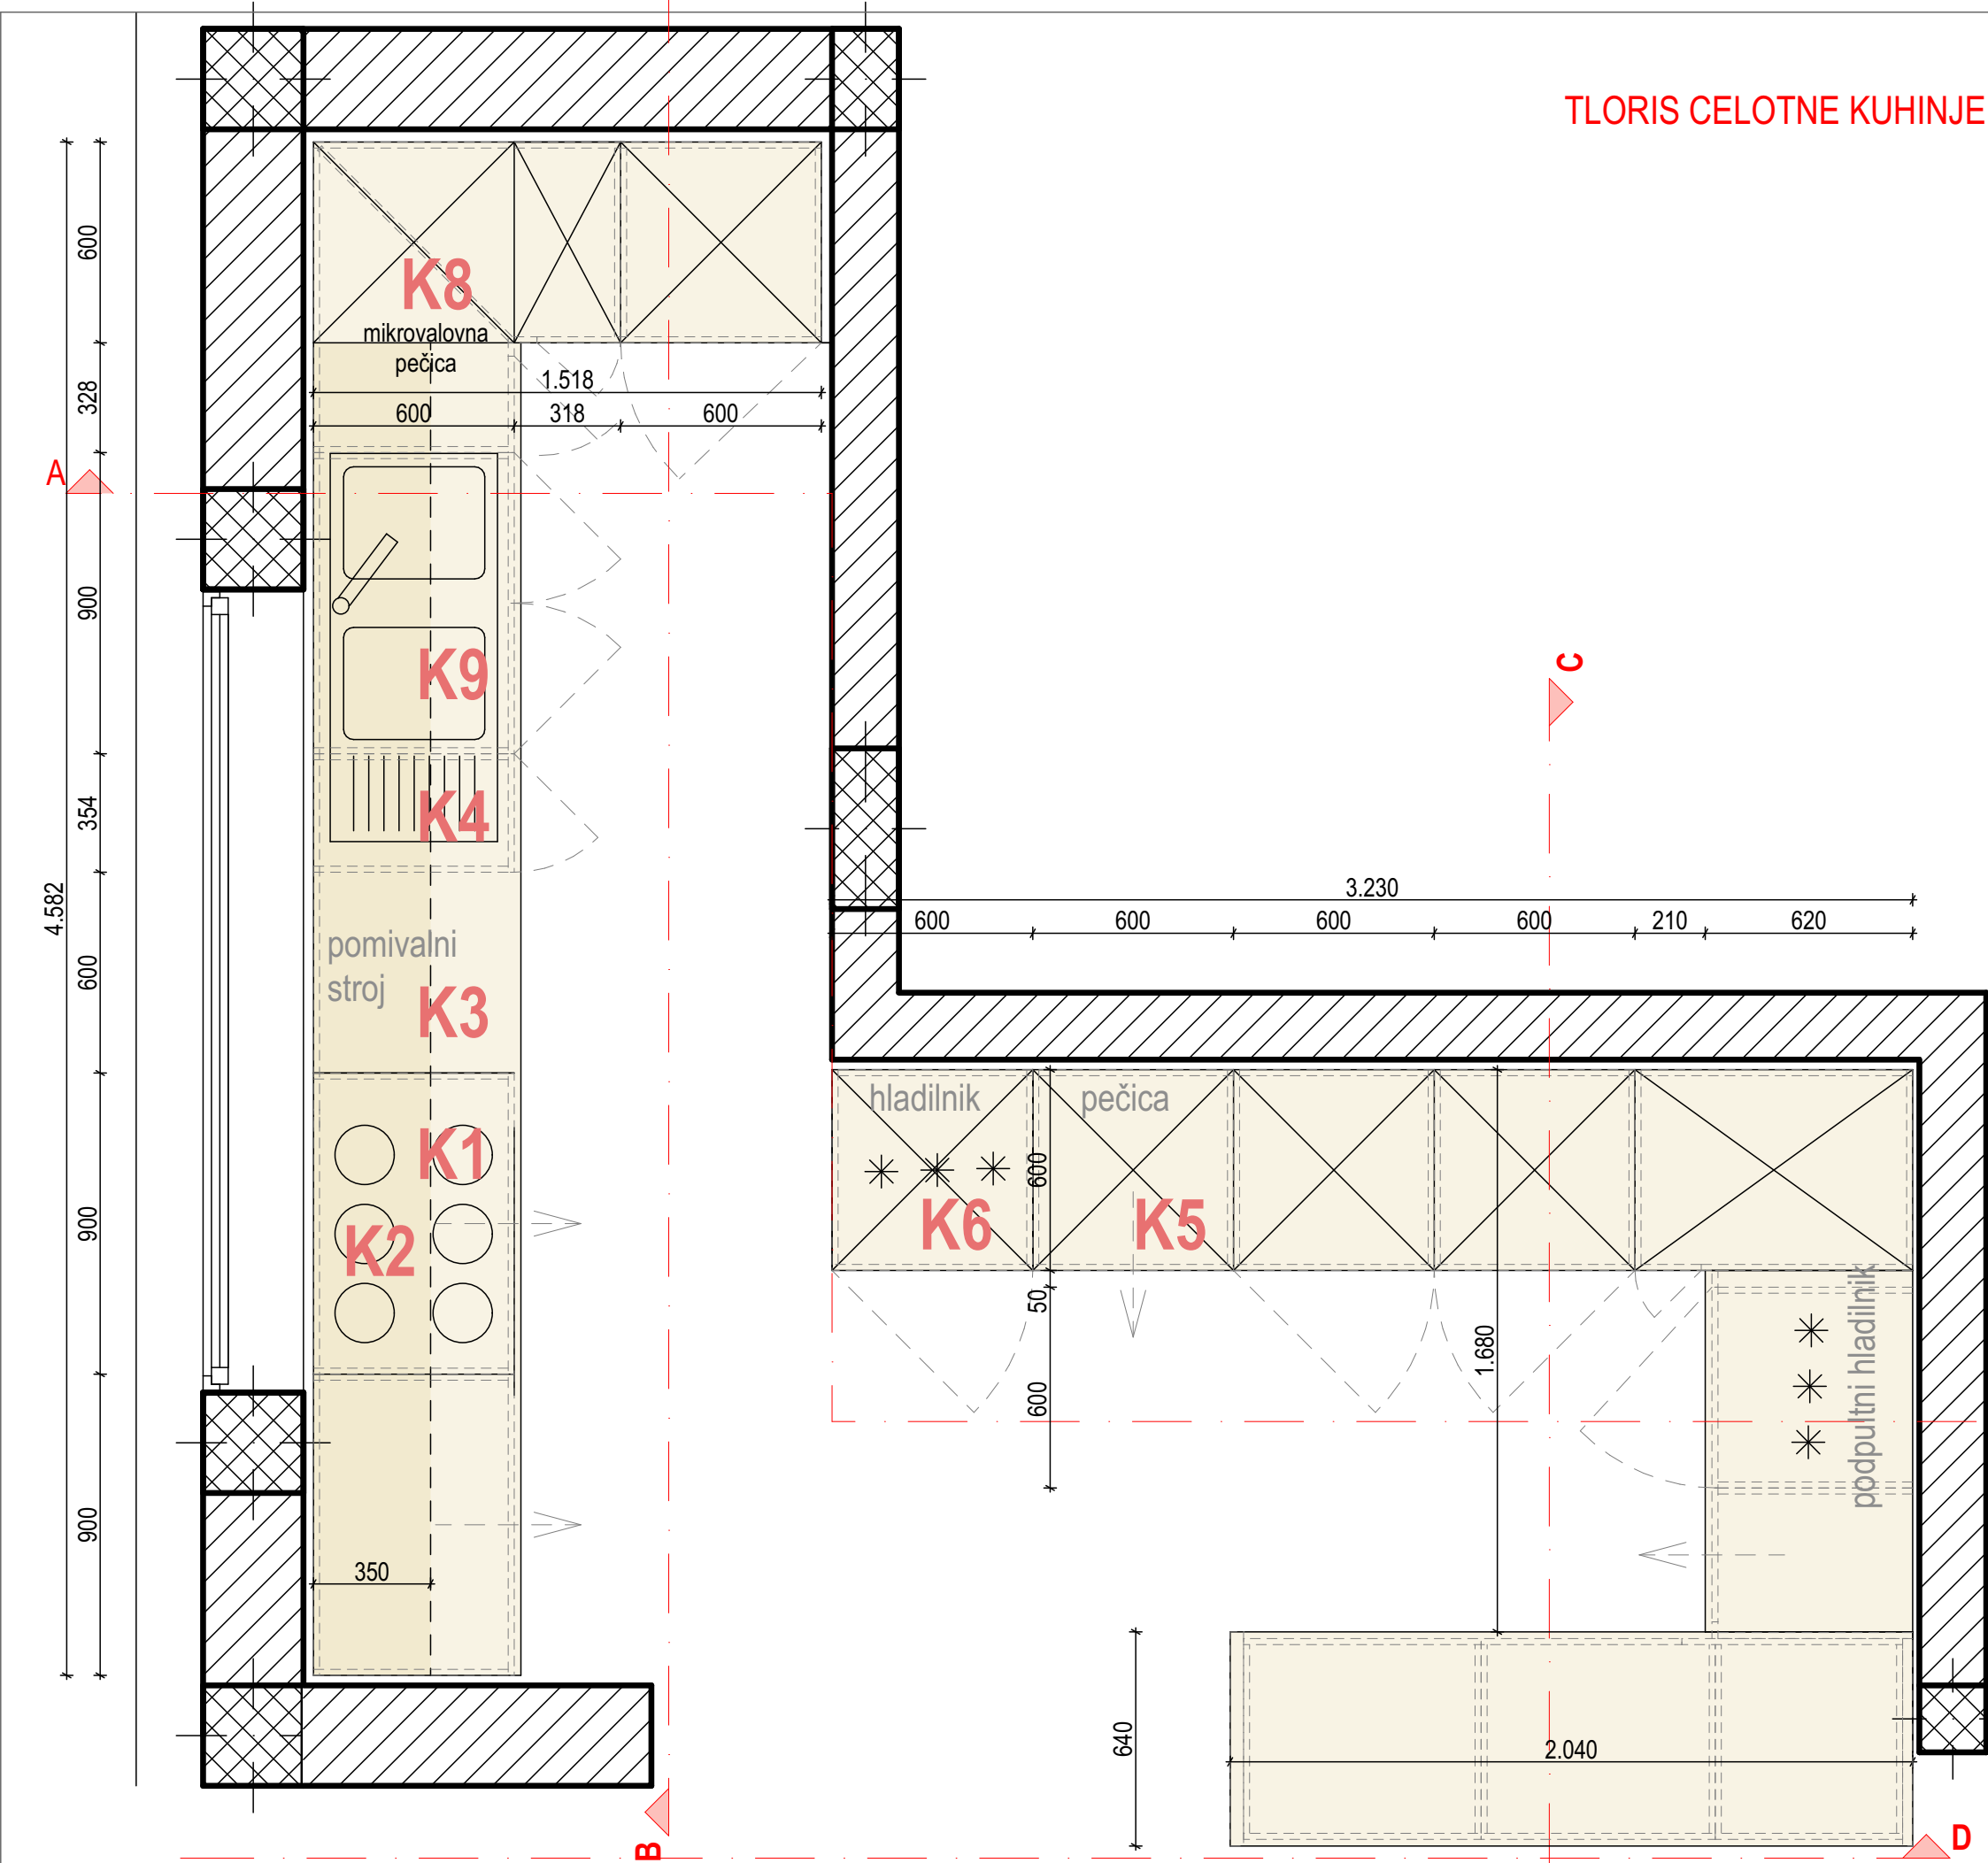 TLORIS CELOTNE KUHINJE
600
K8
mikrovalovna
pečica
1.518
328
600 318 600
A
900
K9
C
354
K4
4.582
3.230
600 600 600 600 210 620
pomivalni
stroj
600
K3
hladilnik
pečica
K1
600
900
K2
K6
K5
50
1.680
600
podpultni hladilnik
900
350
640
2.040
B
D